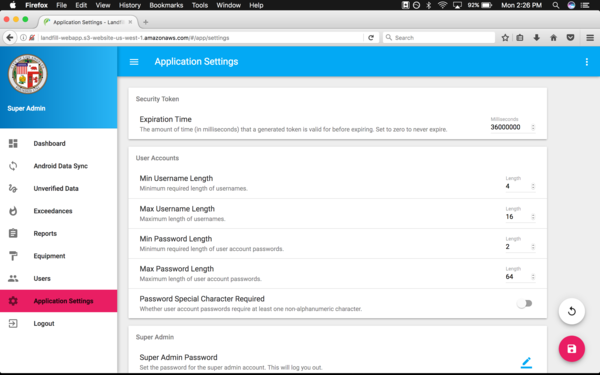 Firefox File Edit View History Bookmarks Tools Window Help 92% Mon 2:26 PM
Application Settings - Landfill
landfill-webapp.s3-website-us-west-1.amazonaws.com/#/app/settings
Search
Super Admin
Application Settings
Dashboard
Android Data Sync
Unverified Data
Exceedances
Reports
Equipment
Users
Application Settings
Logout
Security Token
Expiration Time
The amount of time (in milliseconds) that a generated token is valid for before expiring. Set to zero to never expire.
Milliseconds
36000000
User Accounts
Min Username Length
Minimum required length of usernames.
Length
4
Max Username Length
Maximum length of usernames.
Length
16
Min Password Length
Minimum required length of user account passwords.
Length
2
Max Password Length
Maximum length of user account passwords.
Length
64
Password Special Character Required
Whether user account passwords require at least one non-alphanumeric character.
Super Admin
Super Admin Password
Set the password for the super admin account. This will log you out.